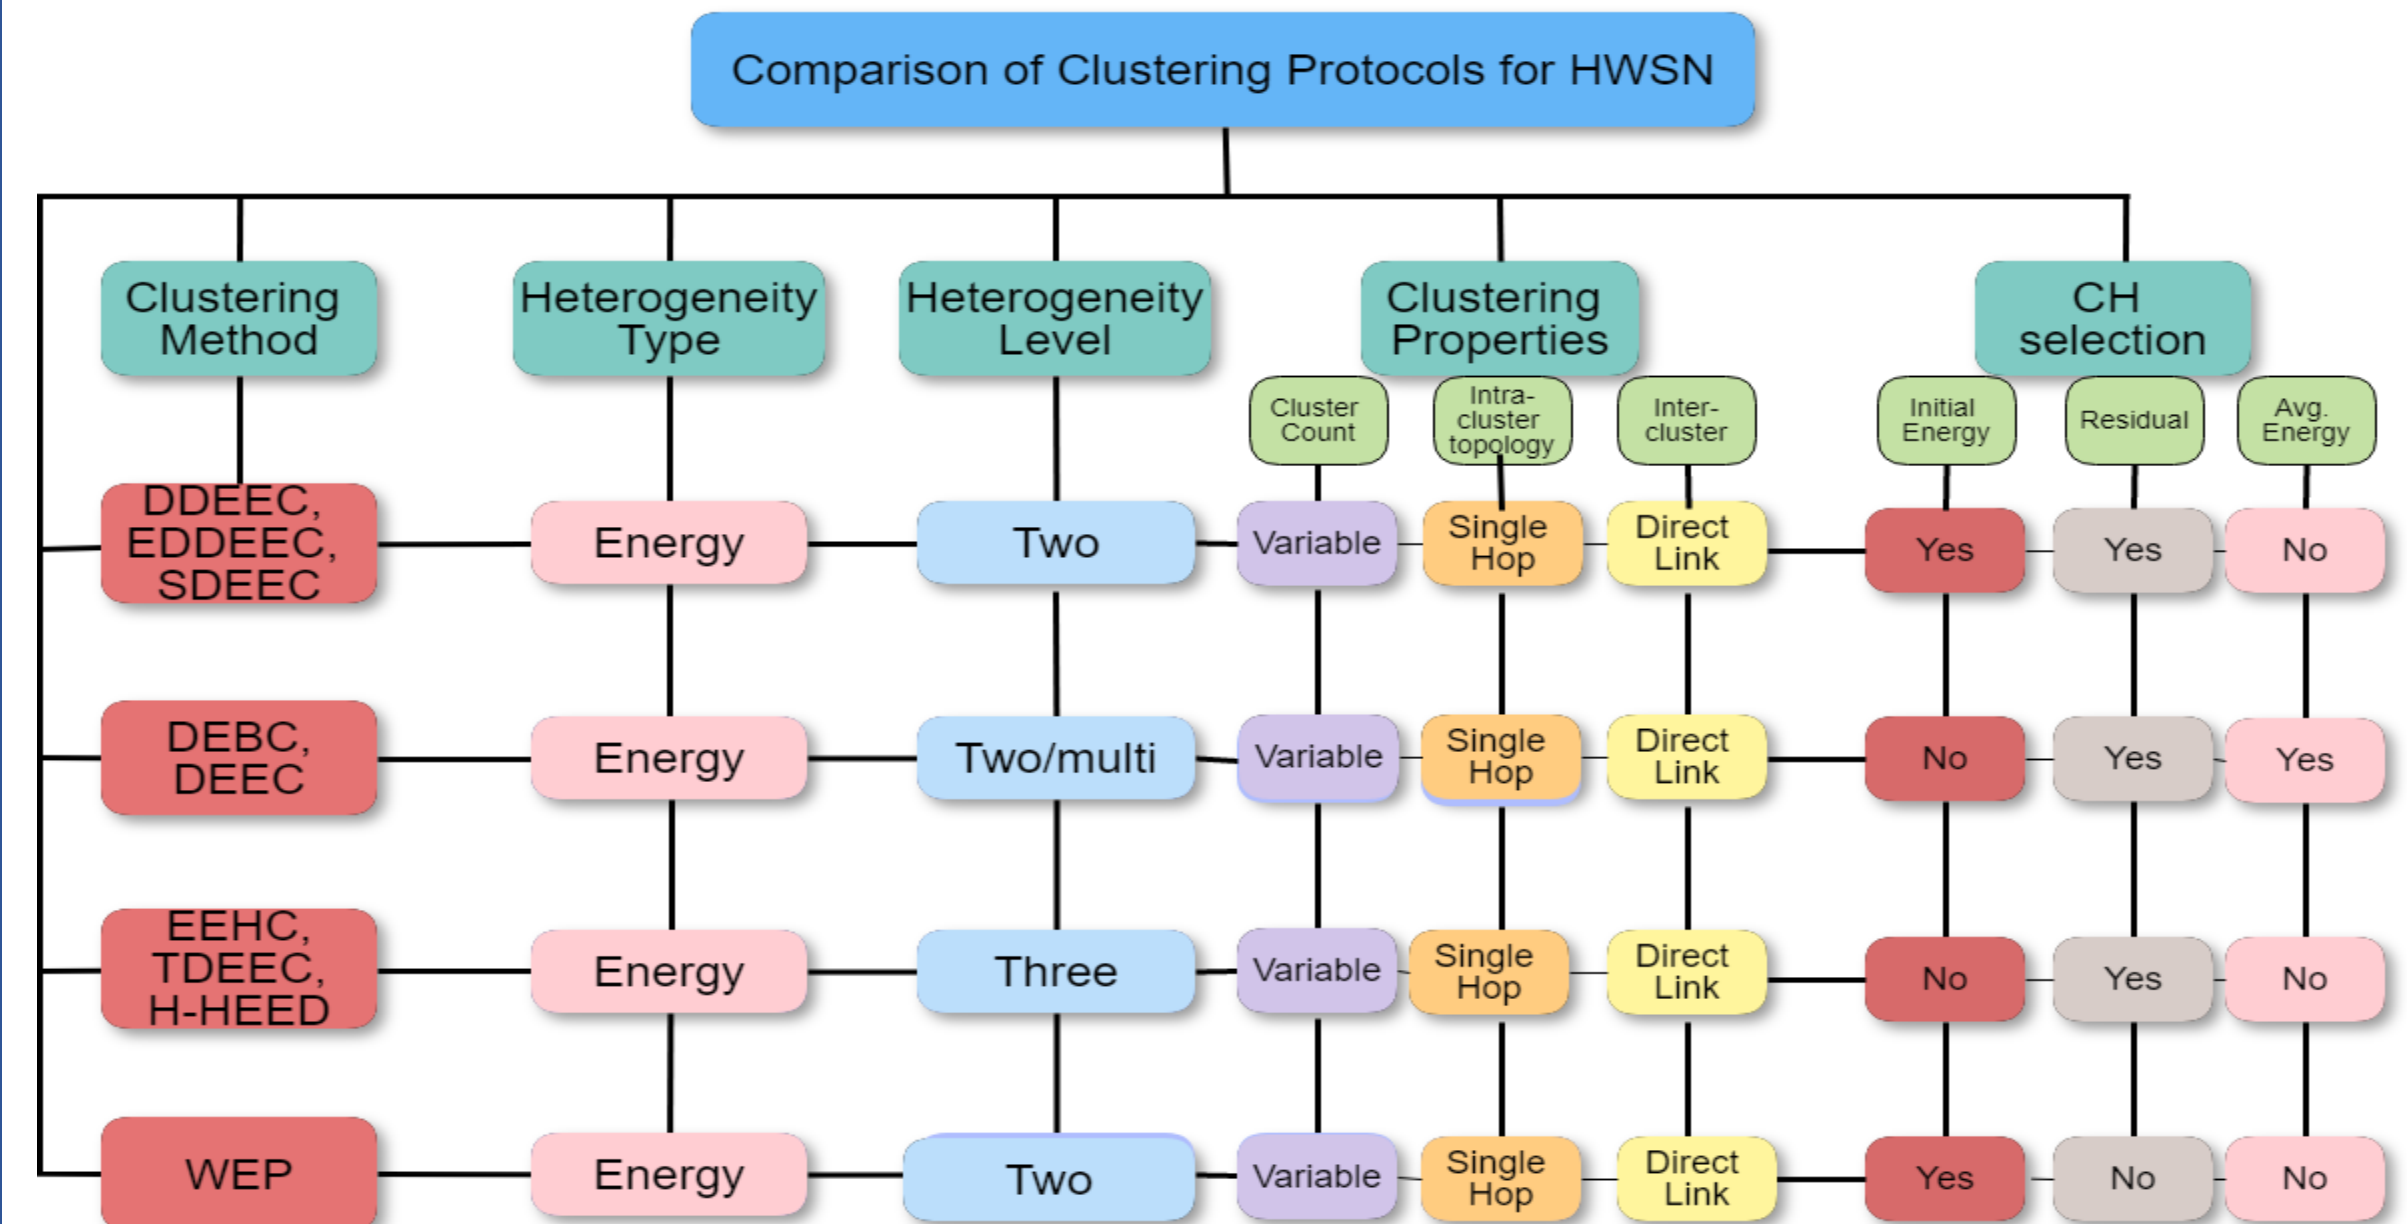 Comparison of Clustering Protocols for HWSN
Clustering
Method
Heterogeneity
Type
Heterogeneity
Level
Clustering
Properties
CH
selection
Cluster
Count
Intra-
cluster
topology
Inter-
cluster
Initial
Energy
Residual
Avg.
Energy
DDEEC,
EDDEEC,
SDEEC
Energy
Two
Variable
Single
Hop
Direct
Link
Yes
Yes
No
DEBC,
DEEC
Energy
Two/multi
Variable
Single
Hop
Direct
Link
No
Yes
Yes
EEHC,
TDEEC,
H-HEED
Energy
Three
Variable
Single
Hop
Direct
Link
No
Yes
No
WEP
Energy
Two
Variable
Single
Hop
Direct
Link
Yes
No
No